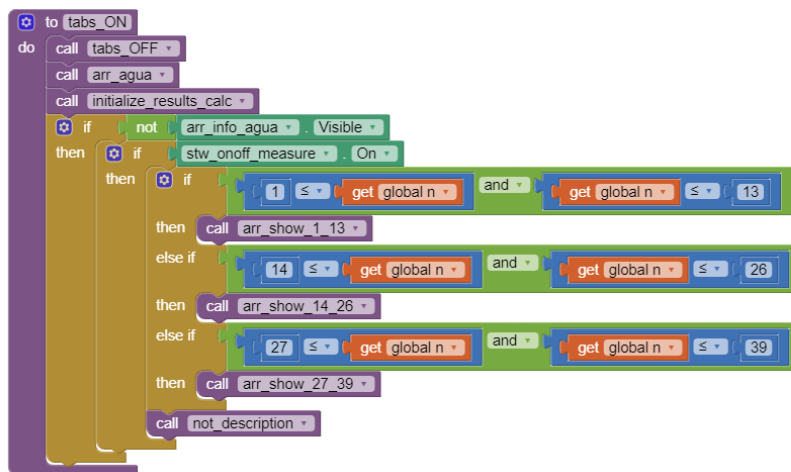 to tabs_ON
do call tabs_OFF
call arr_agua
call initialize_results_calc
if not arr_info_agua . Visible
then if stw_onoff_measure . On
then if 1 ≤ get global n and get global n ≤ 13
then call arr_show_1_13
else if 14 ≤ get global n and get global n ≤ 26
then call arr_show_14_26
else if 27 ≤ get global n and get global n ≤ 39
then call arr_show_27_39
call not_description